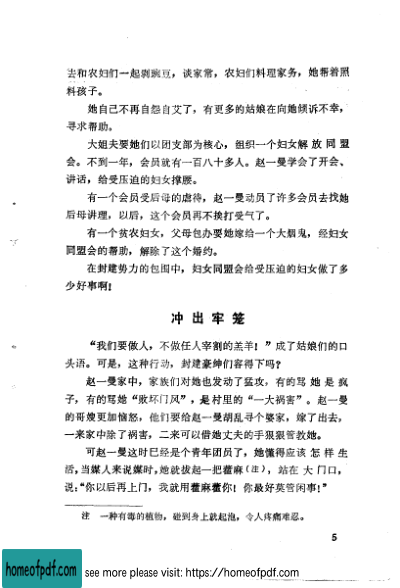 去和农妇们一起剥豌豆，谈家常，农妇们料理家务，她帮着照
料孩子。
她自己不再自怨自艾了，有更多的姑娘在向她倾诉不幸，
寻求帮助。
大姐夫要她们以团支部为核心，组织一个妇女解放同盟
会。不到一年，会员就有一百八十多人。赵一曼学会了开会、
讲话，给受压迫的妇女撑腰。
有一个会员受后母的虐待，赵一曼动员了许多会员去找她
后母讲理，以后，这个会员再不挨打受气了。
有一个贫农妇女，父母包办要她嫁给一个大烟鬼，经妇女
同盟会的帮助，解除了这个婚约。
在封建势力的包围中，妇女同盟会给受压迫的妇女做了多
少好事啊！
冲出牢笼
“我们要做人，不做任人宰割的羔羊！”成了姑娘们的口
头语。可是，这种行动，封建豪绅们容得下吗？
赵一曼家中，家族们对她也发动了猛攻，有的骂她是疯
子，有的骂她“败坏门风”，是村里的“一大祸害”。赵一曼
的哥嫂更加恼怒，他们要给赵一曼胡乱寻个婆家，嫁了出去，
一来家中除了祸害，二来可以借她丈夫的手狠狠管教她。
可赵一曼这时已经是个青年团员了，她懂得应该怎样生
活，当媒人来说媒时，她就拔起一把藿麻（注），站在大门口，
说：“你以后再上门，我就用藿麻藿你！你最好莫管闲事！”
注　一种有毒的植物，碰到身上就起泡，令人疼痛难忍。
5
homeofpdf.com
see more please visit: https://homeofpdf.com